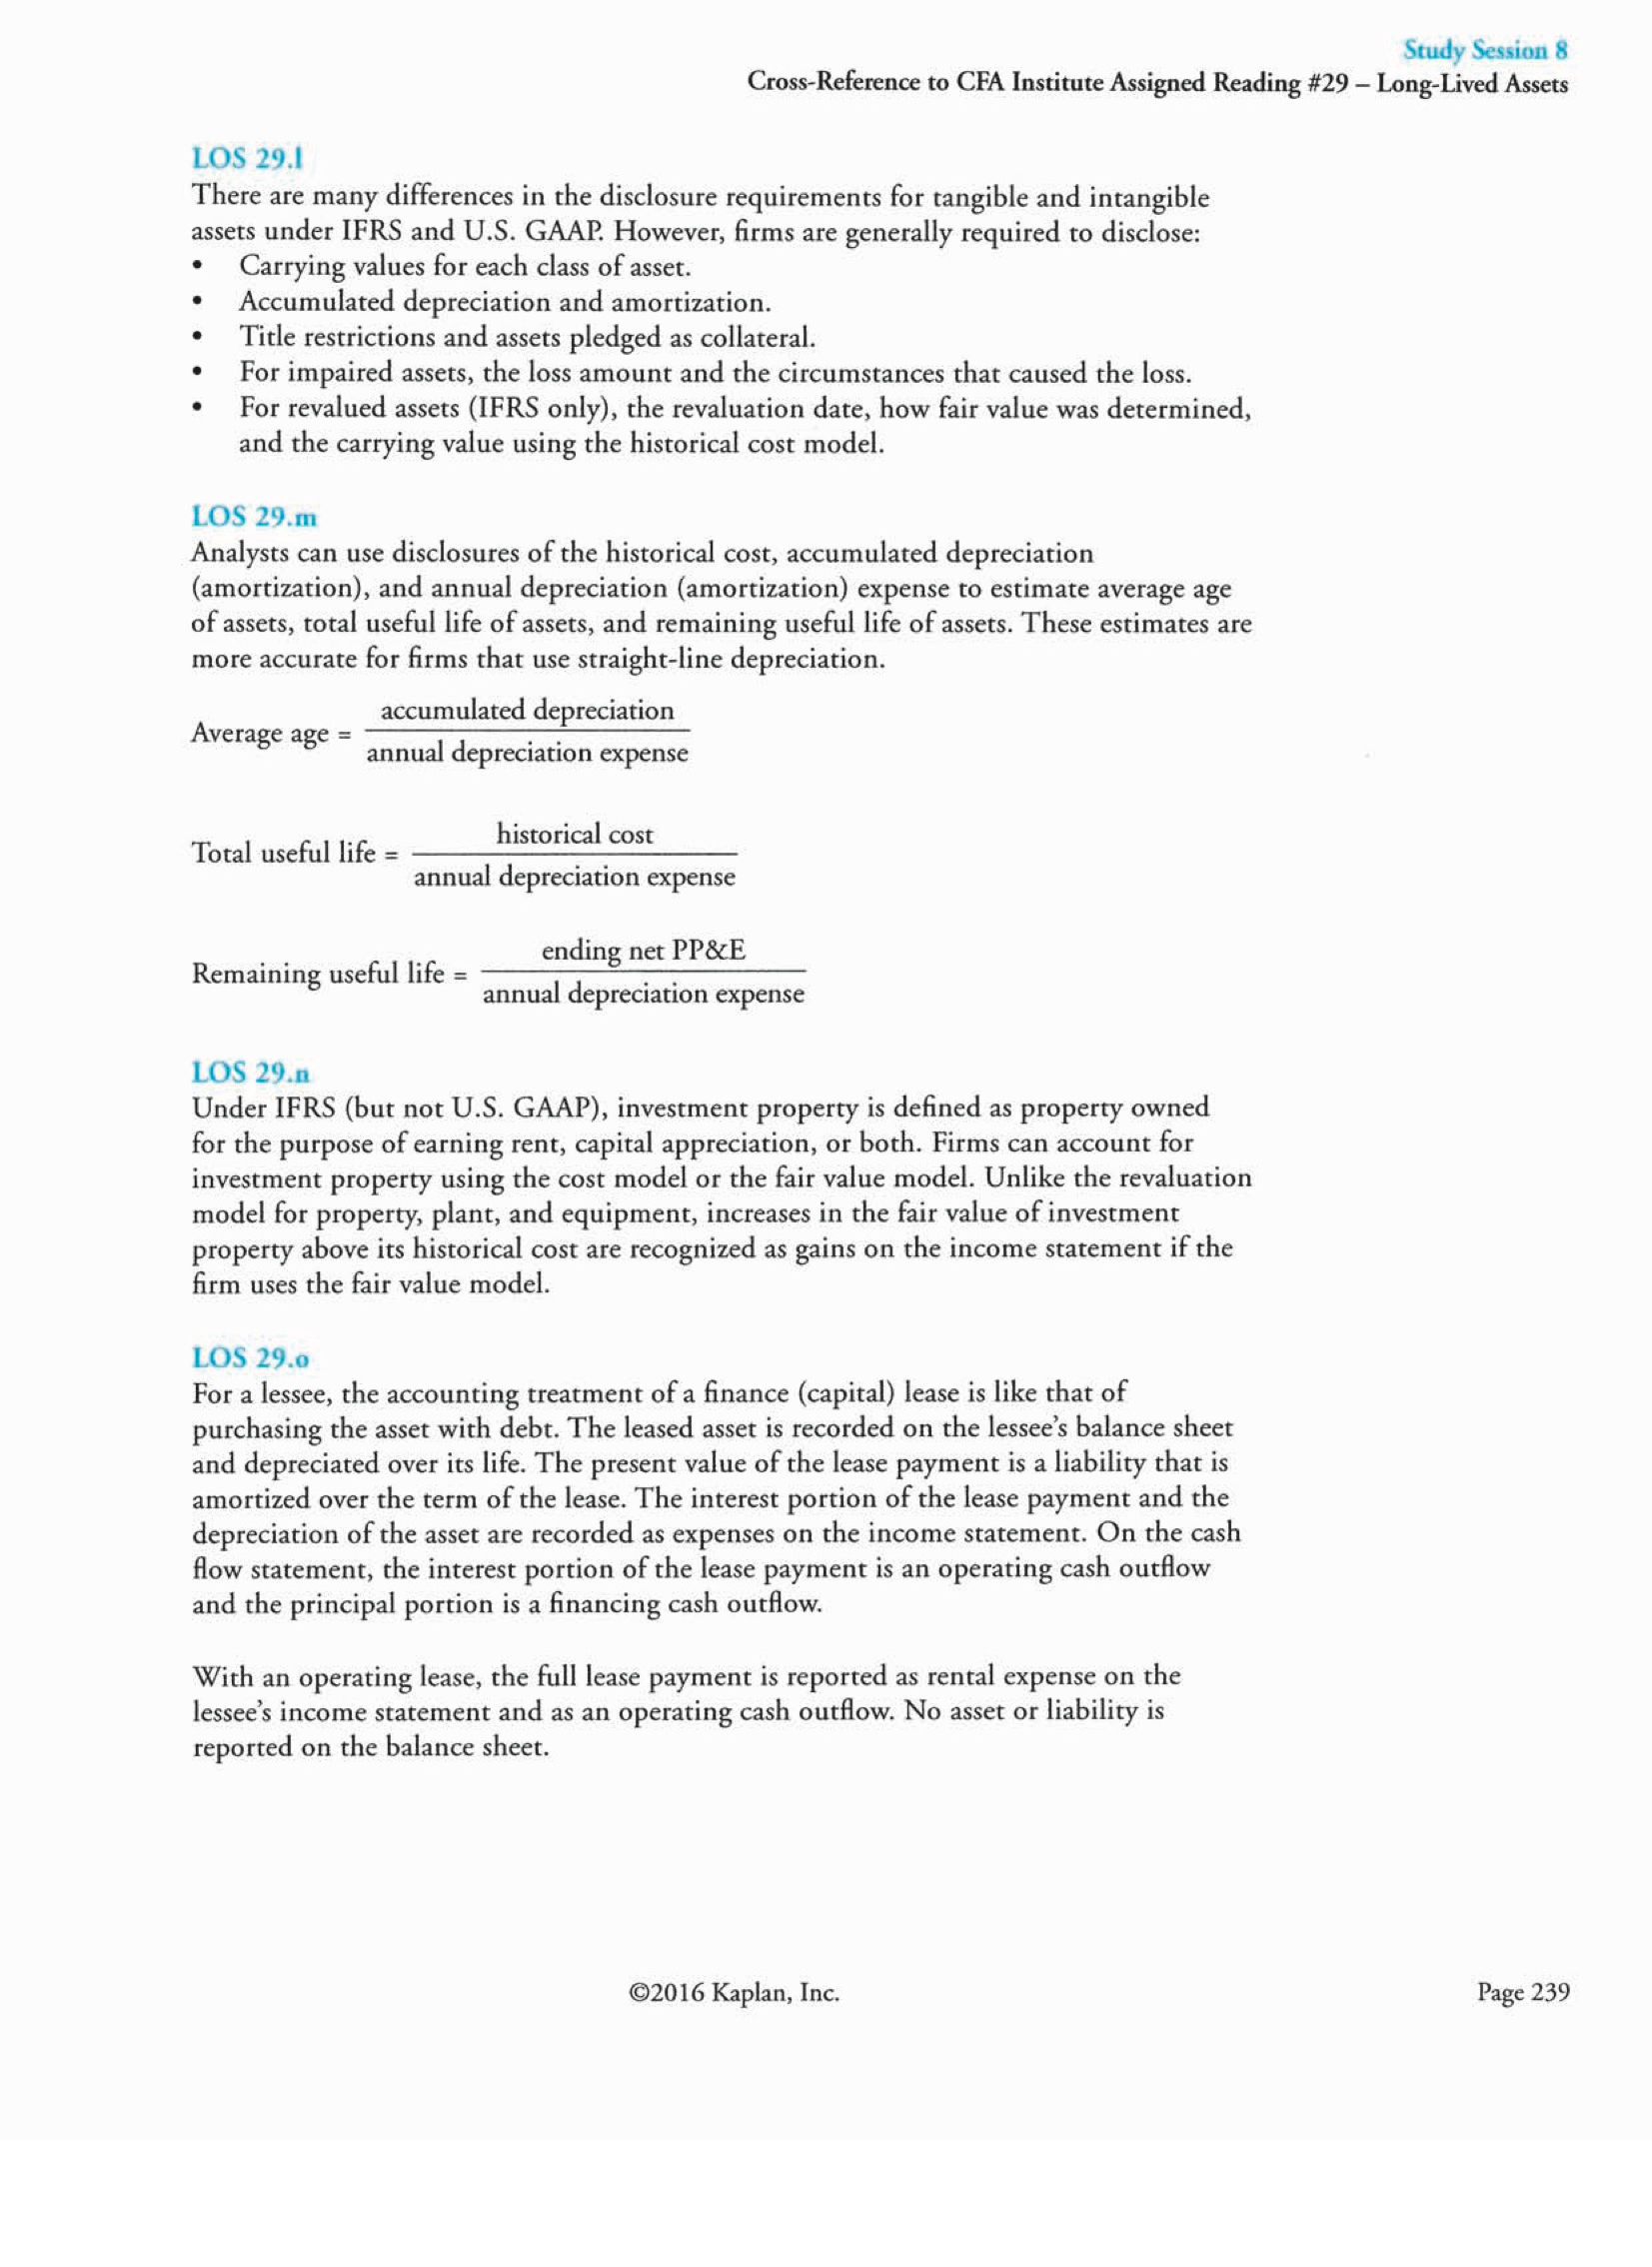 Study Session 8
Cross-Reference to CFA Institute Assigned Reading #29 – Long-Lived Assets
LOS 29.l
There are many differences in the disclosure requirements for tangible and intangible
assets under IFRS and U.S. GAAP. However, firms are generally required to disclose:
• Carrying values for each class of asset.
• Accumulated depreciation and amortization.
• Title restrictions and assets pledged as collateral.
• For impaired assets, the loss amount and the circumstances that caused the loss.
• For revalued assets (IFRS only), the revaluation date, how fair value was determined,
and the carrying value using the historical cost model.
LOS 29.m
Analysts can use disclosures of the historical cost, accumulated depreciation
(amortization), and annual depreciation (amortization) expense to estimate average age
of assets, total useful life of assets, and remaining useful life of assets. These estimates are
more accurate for firms that use straight-line depreciation.
accumulated depreciation
Average age =
annual depreciation expense
historical cost
Total useful life =
annual depreciation expense
ending net PP&E
Remaining useful life =
annual depreciation expense
LOS 29.n
Under IFRS (but not U.S. GAAP), investment property is defined as property owned
for the purpose of earning rent, capital appreciation, or both. Firms can account for
investment property using the cost model or the fair value model. Unlike the revaluation
model for property, plant, and equipment, increases in the fair value of investment
property above its historical cost are recognized as gains on the income statement if the
firm uses the fair value model.
LOS 29.o
For a lessee, the accounting treatment of a finance (capital) lease is like that of
purchasing the asset with debt. The leased asset is recorded on the lessee's balance sheet
and depreciated over its life. The present value of the lease payment is a liability that is
amortized over the term of the lease. The interest portion of the lease payment and the
depreciation of the asset are recorded as expenses on the income statement. On the cash
flow statement, the interest portion of the lease payment is an operating cash outflow
and the principal portion is a financing cash outflow.
With an operating lease, the full lease payment is reported as rental expense on the
lessee's income statement and as an operating cash outflow. No asset or liability is
reported on the balance sheet.
©2016 Kaplan, Inc.
Page 239